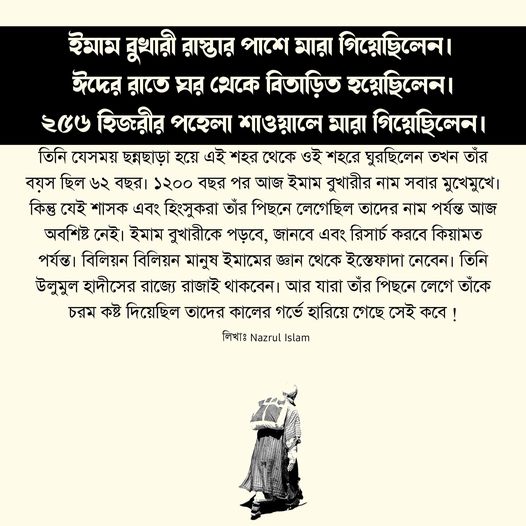 ইমাম বুখারী রাস্তার পাশে মারা গিয়েছিলেন।
ঈদের রাতে ঘর থেকে বিতাড়িত হয়েছিলেন।
২৫৬ হিজরীর পহেলা শাওয়ালে মারা গিয়েছিলেন।
তিনি যেসময় ছন্নছাড়া হয়ে এই শহর থেকে ওই শহরে ঘুরছিলেন তখন তাঁর
বয়স ছিল ৬২ বছর। ১২০০ বছর পর আজ ইমাম বুখারীর নাম সবার মুখেমুখে।
কিন্তু যেই শাসক এবং হিংসুকরা তাঁর পিছনে লেগেছিল তাদের নাম পর্যন্ত আজ
অবশিষ্ট নেই। ইমাম বুখারীকে পড়বে, জানবে এবং রিসার্চ করবে কিয়ামত
পর্যন্ত। বিলিয়ন বিলিয়ন মানুষ ইমামের জ্ঞান থেকে ইস্তেফাদা নেবেন। তিনি
উলুমুল হাদীসের রাজ্যে রাজাই থাকবেন। আর যারা তাঁর পিছনে লেগে তাঁকে
চরম কষ্ট দিয়েছিল তাদের কালের গর্ভে হারিয়ে গেছে সেই কবে !
লিখাঃ Nazrul Islam